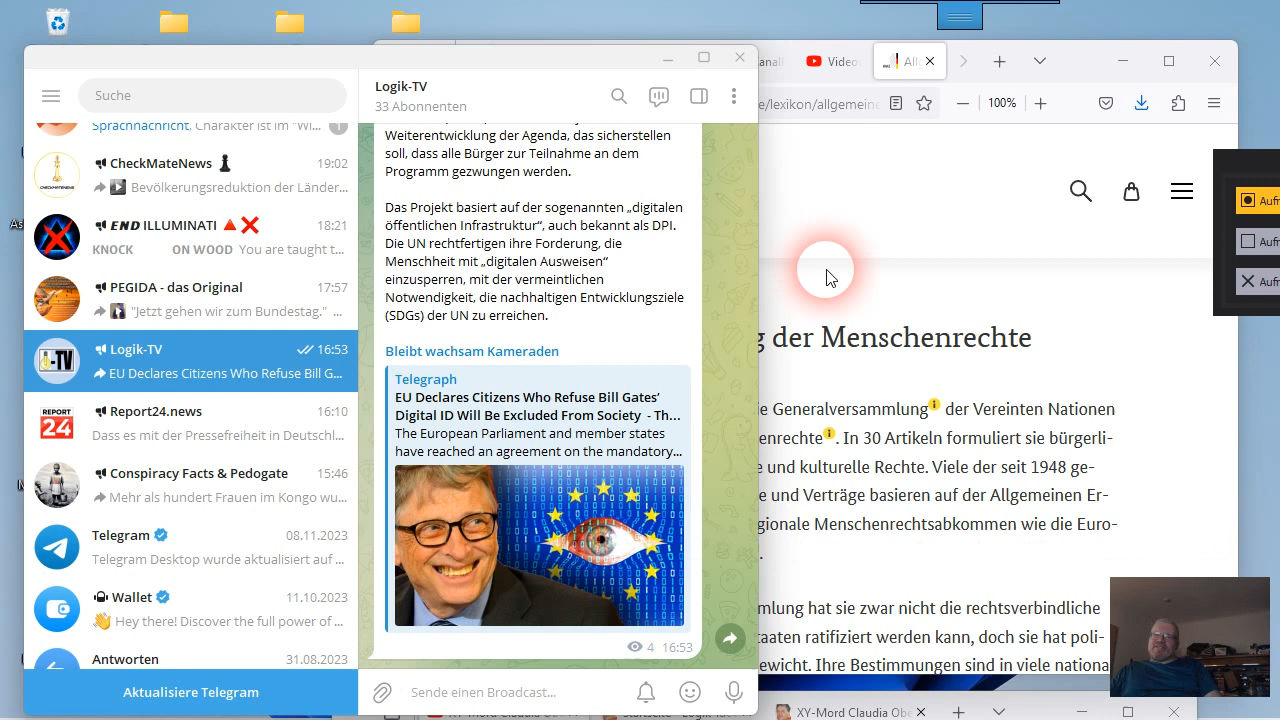 Suche
Sprachnachricht, Charakter ist im "Wi...
1
CheckMateNews
19:02
Bevölkerungsreduktion der Länder...
END ILLUMINATI
18:21
KNOCK ON WOOD You are taught t...
PEGIDA - das Original
17:57
"Jetzt gehen wir zum Bundestag." ...
Logik-TV
16:53
EU Declares Citizens Who Refuse Bill G...
Report24.news
16:10
Dass es mit der Pressefreiheit in Deutschl...
Conspiracy Facts & Pedogate
15:46
Mehr als hundert Frauen im Kongo wu...
Telegram
08.11.2023
Telegram Desktop wurde aktualisiert auf ...
Wallet
11.10.2023
Hey there! Discover the full power of ...
Antworten
31.08.2023
Aktualisiere Telegram
Logik-TV
33 Abonnenten
Weiterentwicklung der Agenda, das sicherstellen
soll, dass alle Bürger zur Teilnahme an dem
Programm gezwungen werden.
Das Projekt basiert auf der sogenannten „digitalen
öffentlichen Infrastruktur“, auch bekannt als DPI.
Die UN rechtfertigen ihre Forderung, die
Menschheit mit „digitalen Ausweisen“
einzusperren, mit der vermeintlichen
Notwendigkeit, die nachhaltigen Entwicklungsziele
(SDGs) der UN zu erreichen.
Bleibt wachsam Kameraden
Telegraph
EU Declares Citizens Who Refuse Bill Gates’
Digital ID Will Be Excluded From Society - Th...
The European Parliament and member states
have reached an agreement on the mandatory...
4 16:53
Sende einen Broadcast...
Video
All
e/lexikon/allgemeine
100%
g der Menschenrechte
ie Generalversammlung der Vereinten Nationen
enrechte. In 30 Artikeln formuliert sie bürgerli-
e und kulturelle Rechte. Viele der seit 1948 ge-
e und Verträge basieren auf der Allgemeinen Er-
gionale Menschenrechtsabkommen wie die Euro-
.
mlung hat sie zwar nicht die rechtsverbindliche
taaten ratifiziert werden kann, doch sie hat poli-
ewicht. Ihre Bestimmungen sind in viele nationa
Aufr
Auf
Auf
XY-Mord Claudia Obe